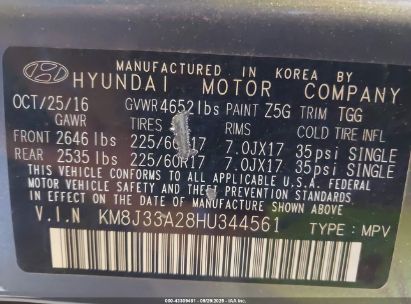 MANUFACTURED IN KOREA BY
HYUNDAI MOTOR COMPANY
OCT/25/16 GVWR 4652lbs PAINT Z5G TRIM TGG
GAWR TIRES RIMS COLD TIRE INFL
FRONT 2646 lbs 225/60R17 7.0JX17 35psi SINGLE
REAR 2535 lbs 225/60R17 7.0JX17 35psi SINGLE
THIS VEHICLE CONFORMS TO ALL APPLICABLE U.S. FEDERAL
MOTOR VEHICLE SAFETY AND THEFT PREVENTION STANDARDS
IN EFFECT ON THE DATE OF MANUFACTURE SHOWN ABOVE.
V.I.N KM8J33A28HU344561 TYPE : MPV